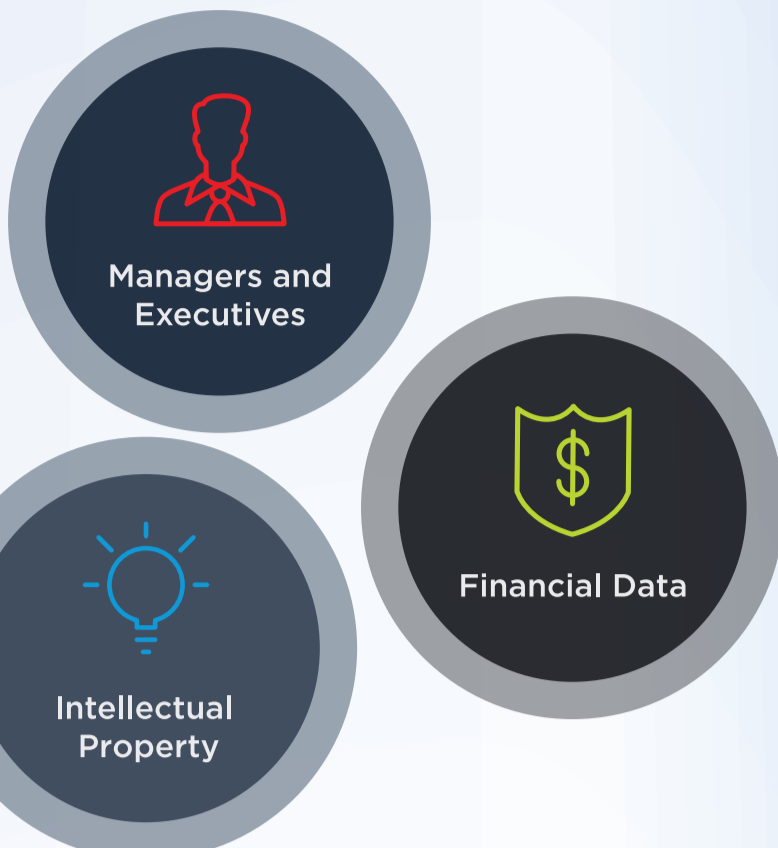 Managers and
Executives
Financial Data
Intellectual
Property